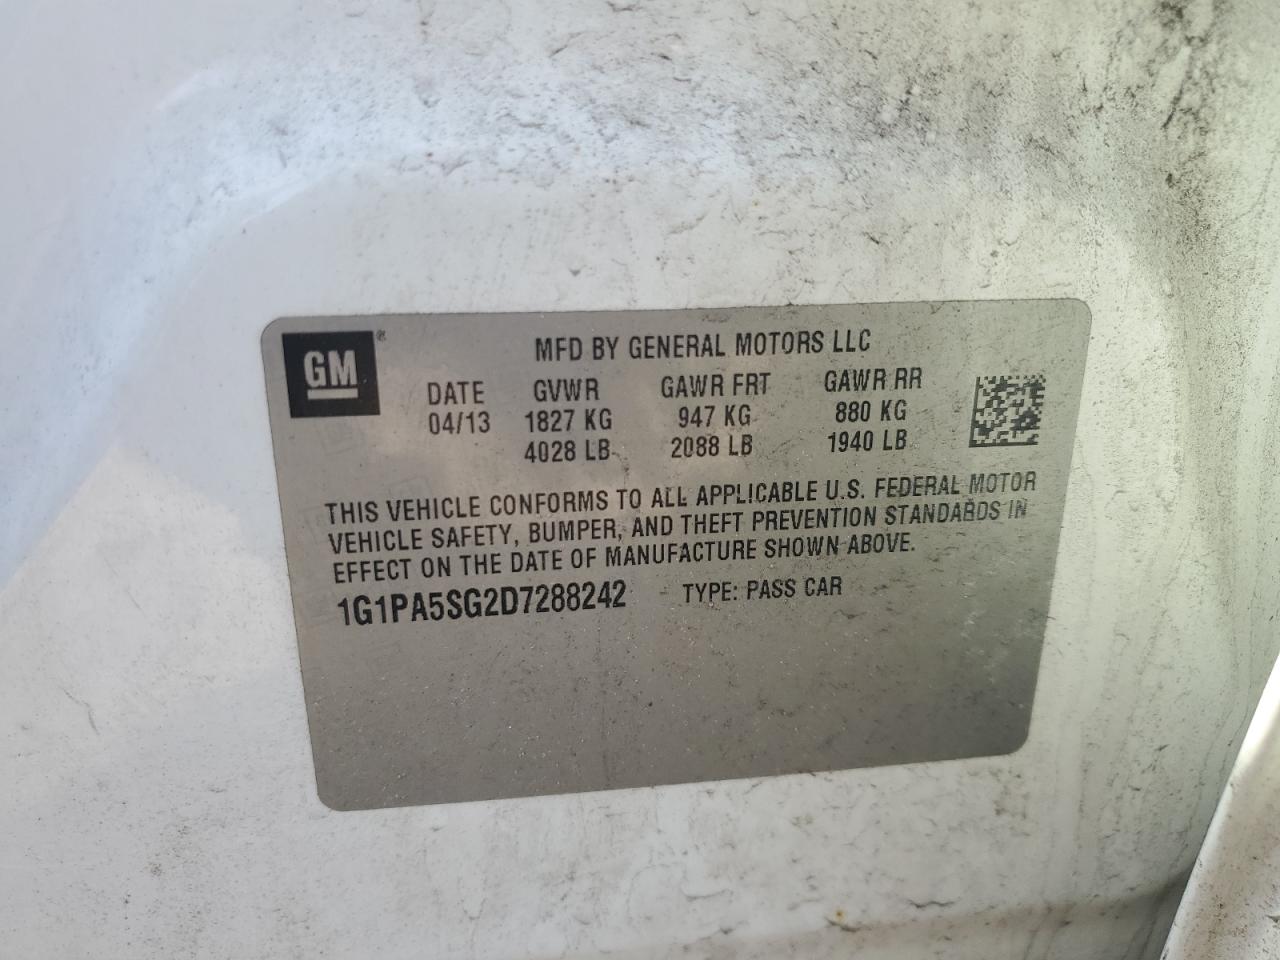 GM®
MFD BY GENERAL MOTORS LLC
DATE GVWR GAWR FRT GAWR RR
04/13 1827 KG 947 KG 880 KG
4028 LB 2088 LB 1940 LB
THIS VEHICLE CONFORMS TO ALL APPLICABLE U.S. FEDERAL MOTOR
VEHICLE SAFETY, BUMPER, AND THEFT PREVENTION STANDARDS IN
EFFECT ON THE DATE OF MANUFACTURE SHOWN ABOVE.
1G1PA5SG2D7288242 TYPE: PASS CAR